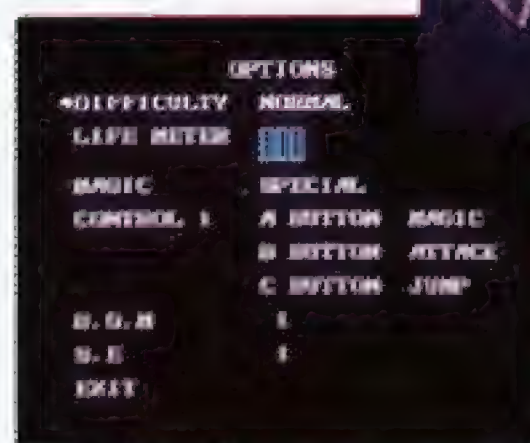 OPTIONS
DIFFICULTY NORMAL
LIFE METER
MAGIC SPECIAL
CONTROL 1 A BUTTON MAGIC
B BUTTON ATTACK
C BUTTON JUMP
B.G.M 1
S.E 1
EXIT